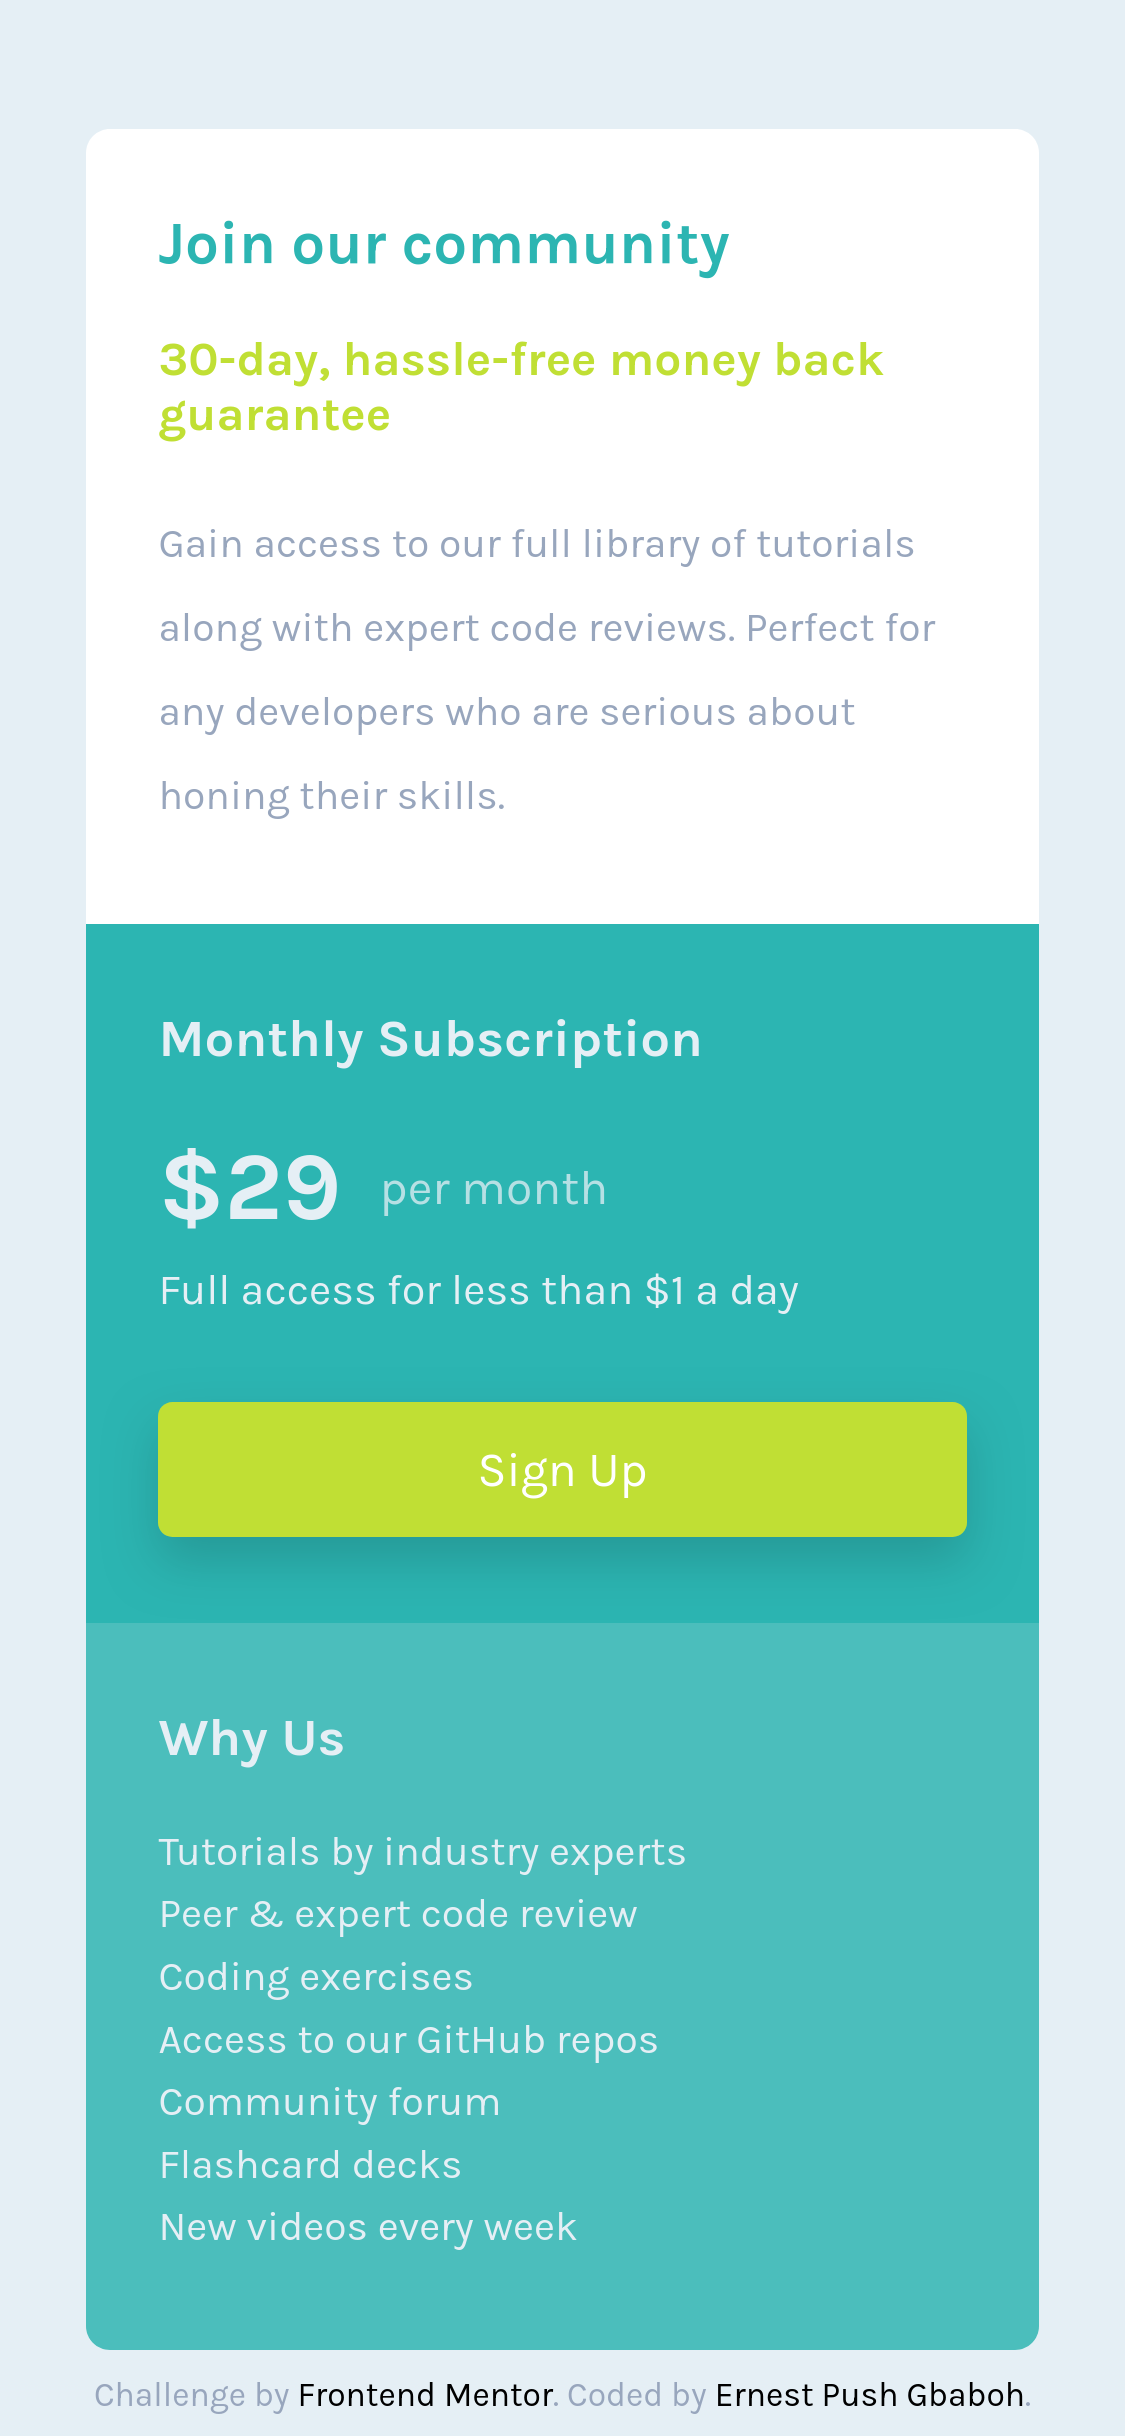 Join our community
30-day, hassle-free money back
guarantee
Gain access to our full library of tutorials
along with expert code reviews. Perfect for
any developers who are serious about
honing their skills.
Monthly Subscription
$29 per month
Full access for less than $1 a day
Sign Up
Why Us
Tutorials by industry experts
Peer & expert code review
Coding exercises
Access to our GitHub repos
Community forum
Flashcard decks
New videos every week
Challenge by Frontend Mentor. Coded by Ernest Push Gbaboh.